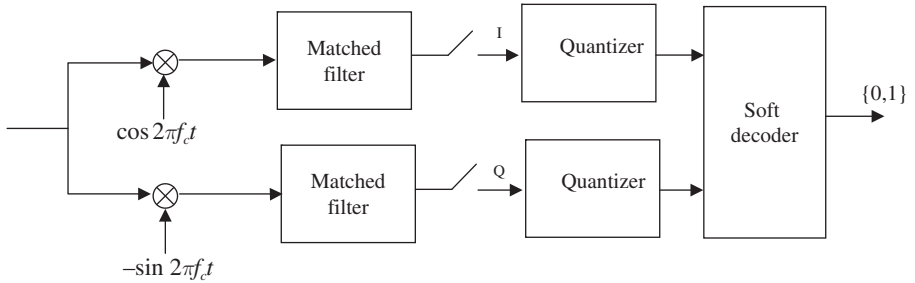 Matched
filter
I
Quantizer
cos 2πf_ct
Soft
decoder
{0,1}
Matched
filter
Q
Quantizer
–sin 2πf_ct